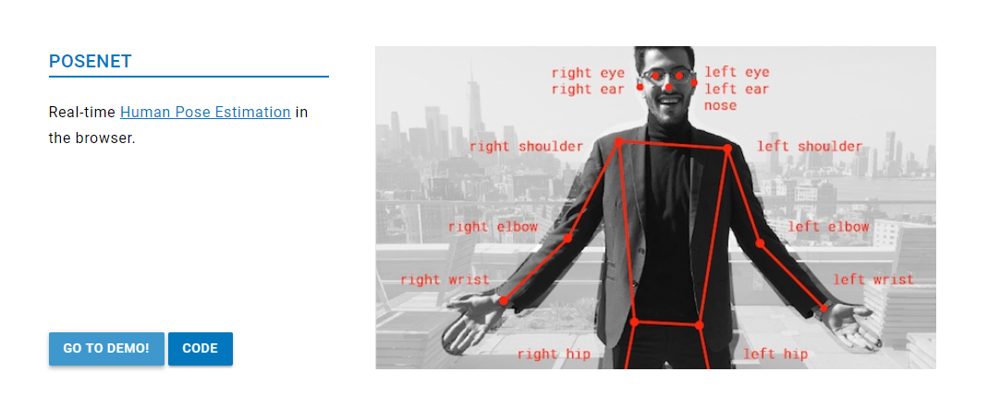 POSENET
Real-time Human Pose Estimation in
the browser.
GO TO DEMO!
CODE
right eye
left eye
right ear
left ear
nose
right shoulder
left shoulder
right elbow
left elbow
right wrist
left wrist
right hip
left hip